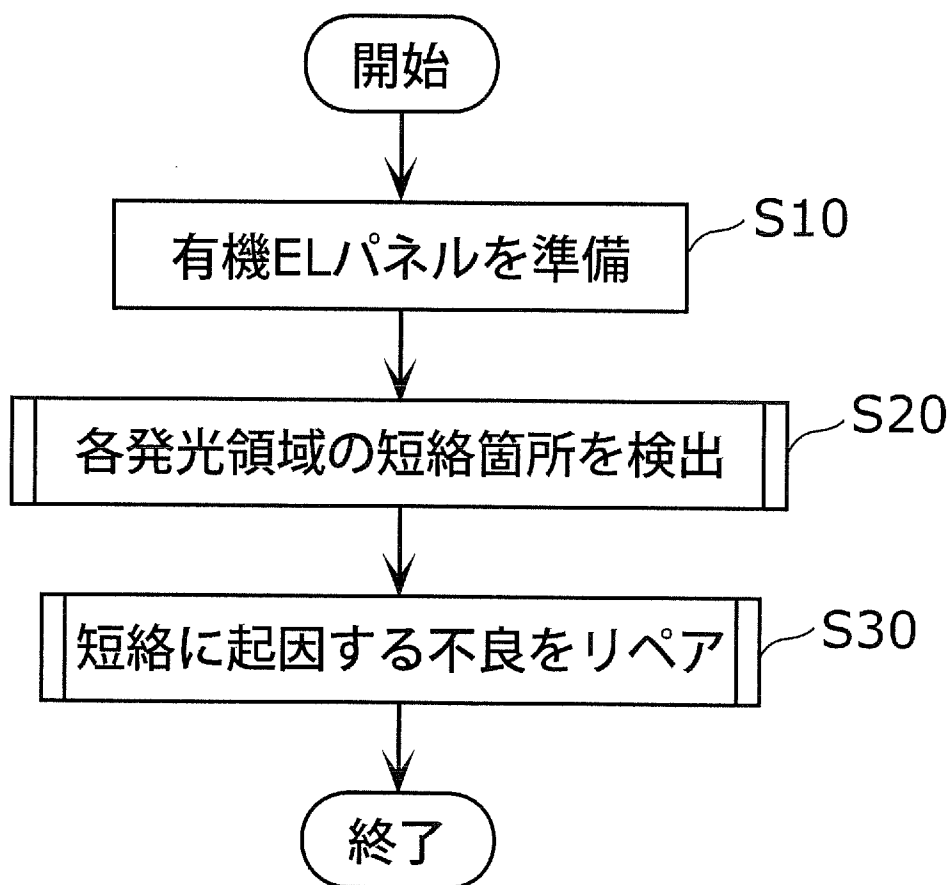 開始
有機ELパネルを準備
S10
各発光領域の短絡箇所を検出
S20
短絡に起因する不良をリペア
S30
終了